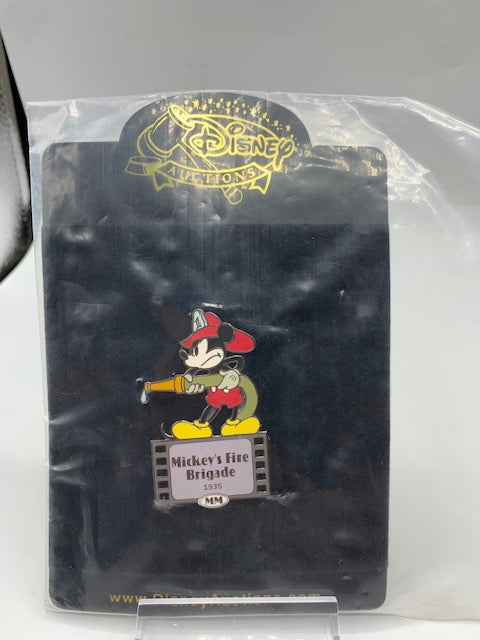 Disney
AUCTIONS
Mickey's Fire
Brigade
1935
MM
www.DisneyAuctions.com